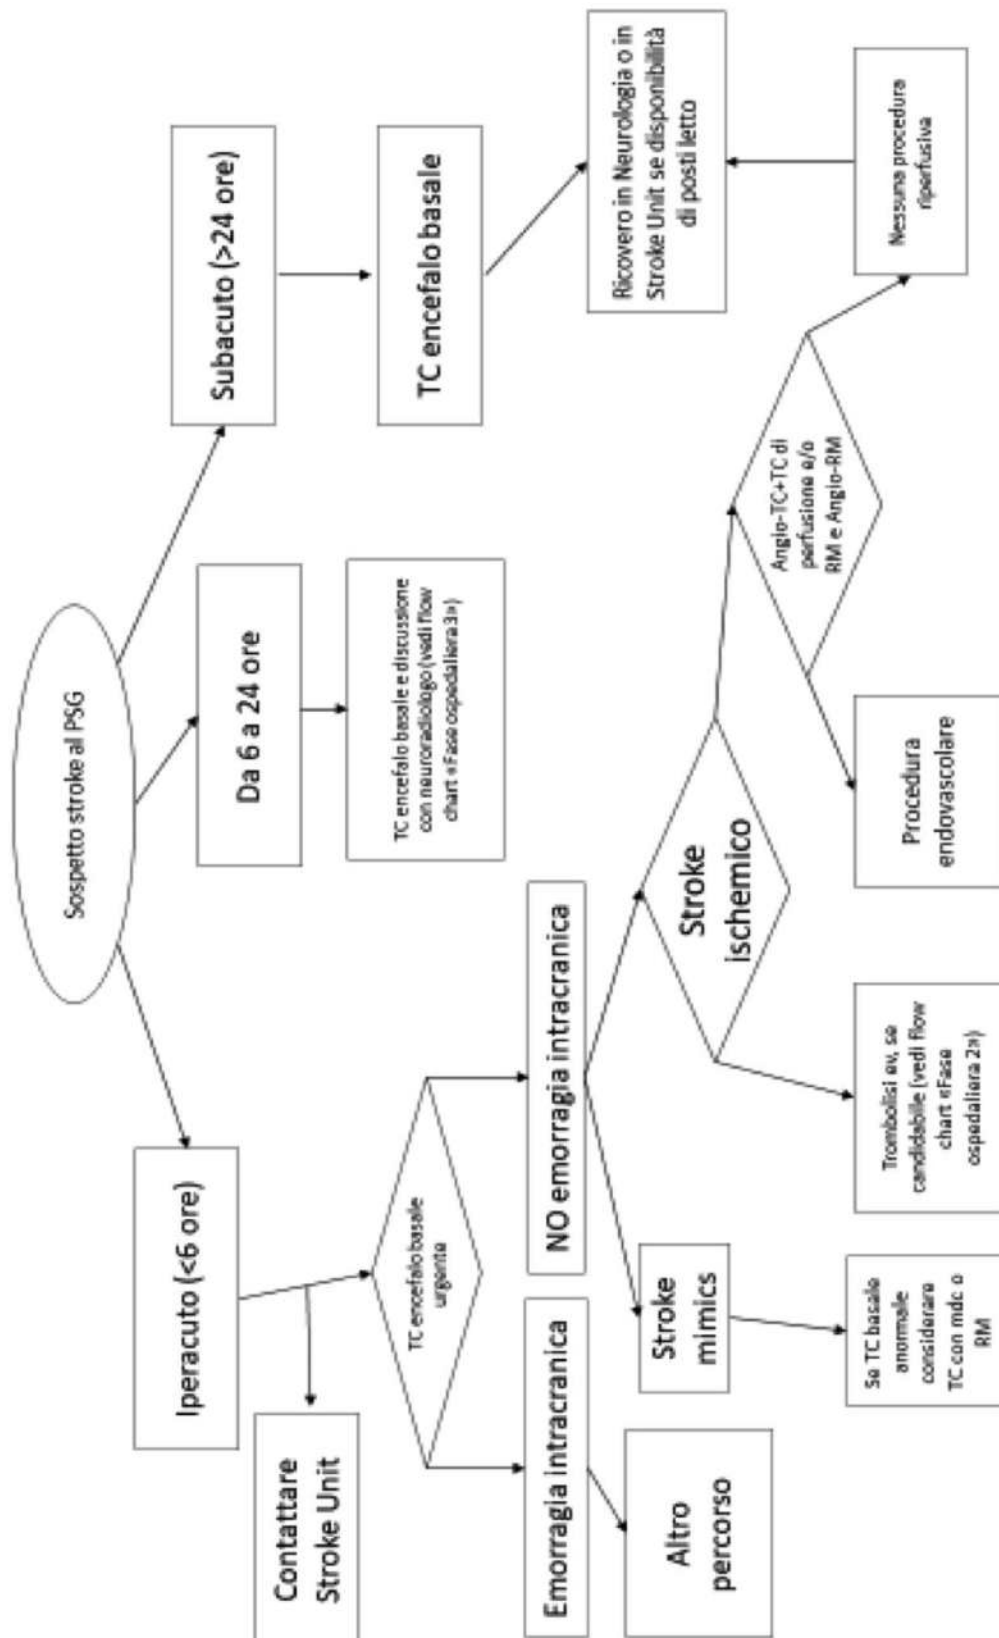 Sospetto stroke al PSG
Iperacuto (<6 ore)
Da 6 a 24 ore
Subacuto (>24 ore)
Contattare
Stroke Unit
TC encefalo basale
urgente
TC encefalo basale e discussione
con neuroradiologo (vedi flow
chart «Fase ospedaliera 3»)
TC encefalo basale
Emorragia intracranica
NO emorragia intracranica
Ricovero in Neurologia o in
Stroke Unit se disponibilità
di posti letto
Altro
percorso
Stroke
mimics
Stroke
ischemico
Angio-TC+TC di
perfusione e/o
RM e Angio-RM
Se TC basale
anormale
considerare
TC con mdc o
RM
Trombolisi ev, se
candidabile (vedi flow
chart «Fase
ospedaliera 2»)
Procedura
endovascolare
Nessuna procedura
riperfusiva